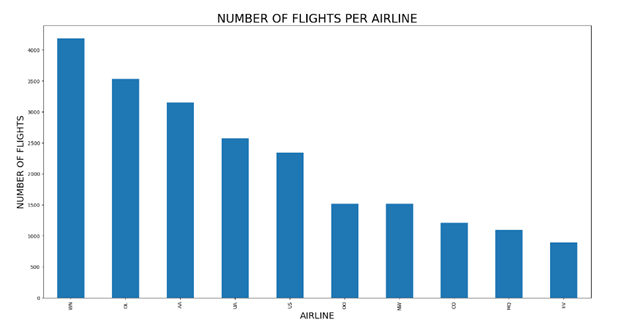 NUMBER OF FLIGHTS PER AIRLINE
NUMBER OF FLIGHTS
4000
3500
3000
2500
2000
1500
1000
500
0
WN
DL
AA
UA
US
OO
NW
CO
MQ
EV
AIRLINE